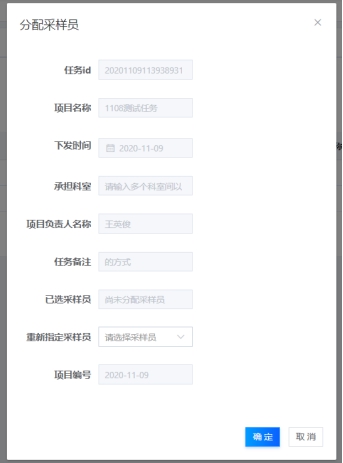 分配采样员
任务id 20201109113938931
项目名称 1108测试任务
下发时间 2020-11-09
承担科室 请输入多个科室间以
项目负责人名称 王英俊
任务备注 的方式
已选采样员 尚未分配采样员
重新指定采样员 请选择采样员
项目编号 2020-11-09
确 定 取 消